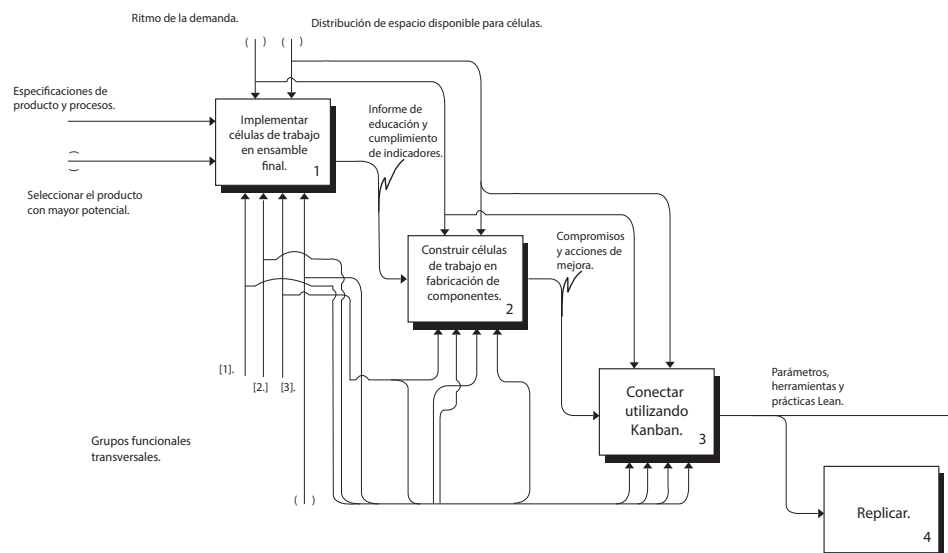 Ritmo de la demanda.
Distribución de espacio disponible para células.
( )
( )
Especificaciones de
producto y procesos.
( )
Seleccionar el producto
con mayor potencial.
Implementar
células de trabajo
en ensamble
final.
1
Informe de
educación y
cumplimiento
de indicadores.
Construir células
de trabajo en
fabricación de
componentes.
2
Compromisos
y acciones de
mejora.
[1].
[2.]
[3].
Grupos funcionales
transversales.
( )
Conectar
utilizando
Kanban.
3
Parámetros,
herramientas y
prácticas Lean.
Replicar.
4